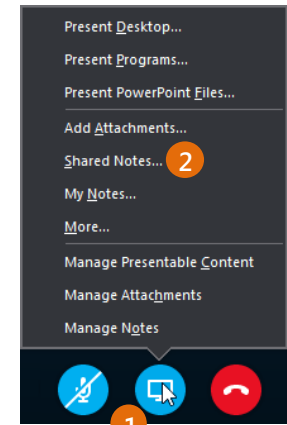 Present Desktop...
Present Programs...
Present PowerPoint Files...
Add Attachments...
Shared Notes... 2
My Notes...
More...
Manage Presentable Content
Manage Attachments
Manage Notes
1